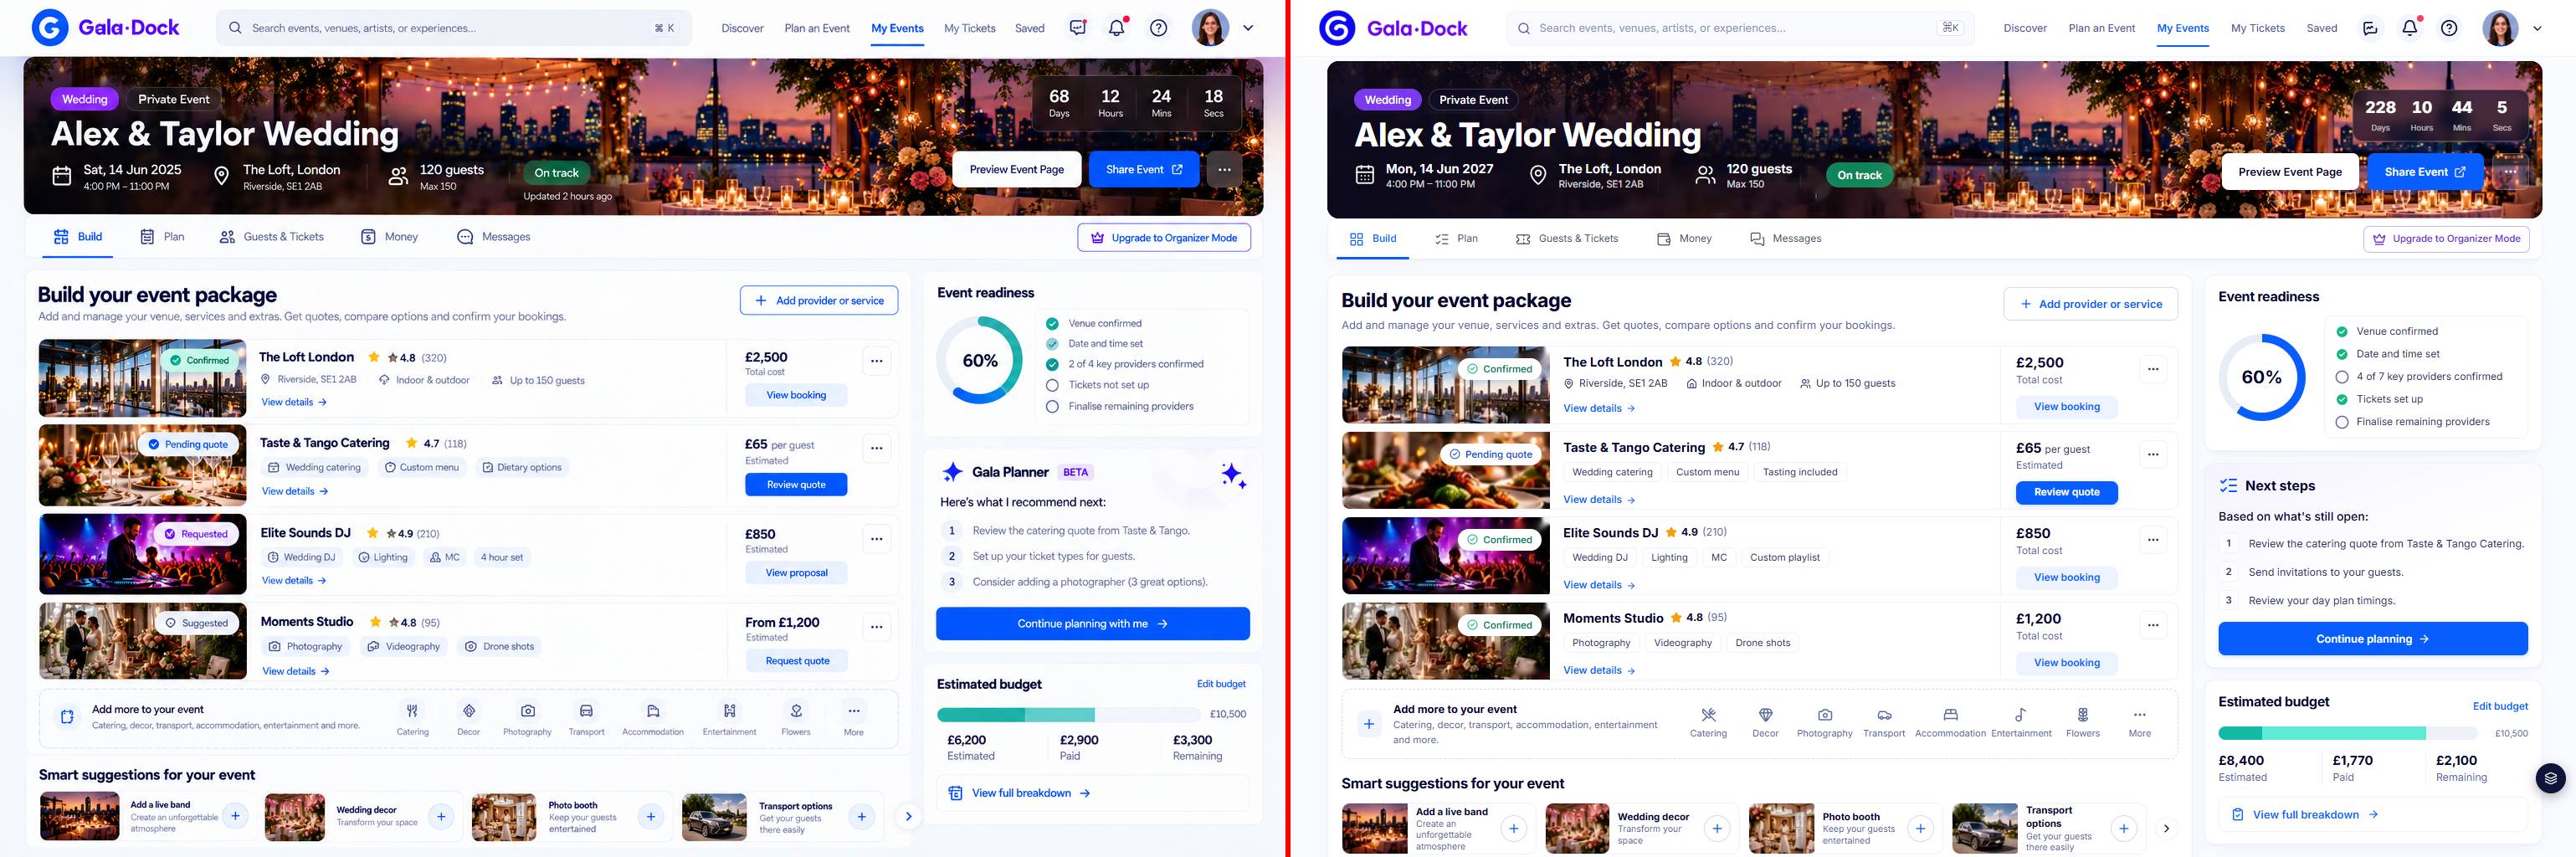 Gala·Dock
Search events, venues, artists, or experiences...
⌘ K
Discover
Plan an Event
My Events
My Tickets
Saved
Wedding
Private Event
68
12
24
18
Days
Hours
Mins
Secs
Alex & Taylor Wedding
Sat, 14 Jun 2025
4:00 PM – 11:00 PM
The Loft, London
Riverside, SE1 2AB
120 guests
Max 150
On track
Updated 2 hours ago
Preview Event Page
Share Event
Build
Plan
Guests & Tickets
Money
Messages
Upgrade to Organizer Mode
Build your event package
Add and manage your venue, services and extras. Get quotes, compare options and confirm your bookings.
Add provider or service
Confirmed
The Loft London
4.8 (320)
Riverside, SE1 2AB
Indoor & outdoor
Up to 150 guests
View details →
£2,500
Total cost
View booking
Pending quote
Taste & Tango Catering
4.7 (118)
Wedding catering
Custom menu
Dietary options
View details →
£65 per guest
Estimated
Review quote
Requested
Elite Sounds DJ
4.9 (210)
Wedding DJ
Lighting
MC
4 hour set
View details →
£850
Estimated
View proposal
Suggested
Moments Studio
4.8 (95)
Photography
Videography
Drone shots
View details →
From £1,200
Estimated
Request quote
Add more to your event
Catering, decor, transport, accommodation, entertainment and more.
Catering
Decor
Photography
Transport
Accommodation
Entertainment
Flowers
More
Smart suggestions for your event
Add a live band
Create an unforgettable
atmosphere
Wedding decor
Transform your space
Photo booth
Keep your guests
entertained
Transport options
Get your guests
there easily
Event readiness
60%
Venue confirmed
Date and time set
2 of 4 key providers confirmed
Tickets not set up
Finalise remaining providers
Gala Planner
BETA
Here's what I recommend next:
1 Review the catering quote from Taste & Tango.
2 Set up your ticket types for guests.
3 Consider adding a photographer (3 great options).
Continue planning with me →
Estimated budget
Edit budget
£10,500
£6,200
Estimated
£2,900
Paid
£3,300
Remaining
View full breakdown →
Gala·Dock
Search events, venues, artists, or experiences...
⌘K
Discover
Plan an Event
My Events
My Tickets
Saved
Wedding
Private Event
228
10
44
5
Days
Hours
Mins
Secs
Alex & Taylor Wedding
Mon, 14 Jun 2027
4:00 PM – 11:00 PM
The Loft, London
Riverside, SE1 2AB
120 guests
Max 150
On track
Preview Event Page
Share Event
Build
Plan
Guests & Tickets
Money
Messages
Upgrade to Organizer Mode
Build your event package
Add and manage your venue, services and extras. Get quotes, compare options and confirm your bookings.
Add provider or service
Confirmed
The Loft London
4.8 (320)
Riverside, SE1 2AB
Indoor & outdoor
Up to 150 guests
View details →
£2,500
Total cost
View booking
Pending quote
Taste & Tango Catering
4.7 (118)
Wedding catering
Custom menu
Tasting included
View details →
£65 per guest
Estimated
Review quote
Confirmed
Elite Sounds DJ
4.9 (210)
Wedding DJ
Lighting
MC
Custom playlist
View details →
£850
Total cost
View booking
Confirmed
Moments Studio
4.8 (95)
Photography
Videography
Drone shots
View details →
£1,200
Total cost
View booking
Add more to your event
Catering, decor, transport, accommodation, entertainment
and more.
Catering
Decor
Photography
Transport
Accommodation
Entertainment
Flowers
More
Smart suggestions for your event
Add a live band
Create an
unforgettable
atmosphere
Wedding decor
Transform your
space
Photo booth
Keep your guests
entertained
Transport
options
Get your guests
there easily
Event readiness
60%
Venue confirmed
Date and time set
4 of 7 key providers confirmed
Tickets set up
Finalise remaining providers
Next steps
Based on what's still open:
1 Review the catering quote from Taste & Tango Catering.
2 Send invitations to your guests.
3 Review your day plan timings.
Continue planning →
Estimated budget
Edit budget
£10,500
£8,400
Estimated
£1,770
Paid
£2,100
Remaining
View full breakdown →